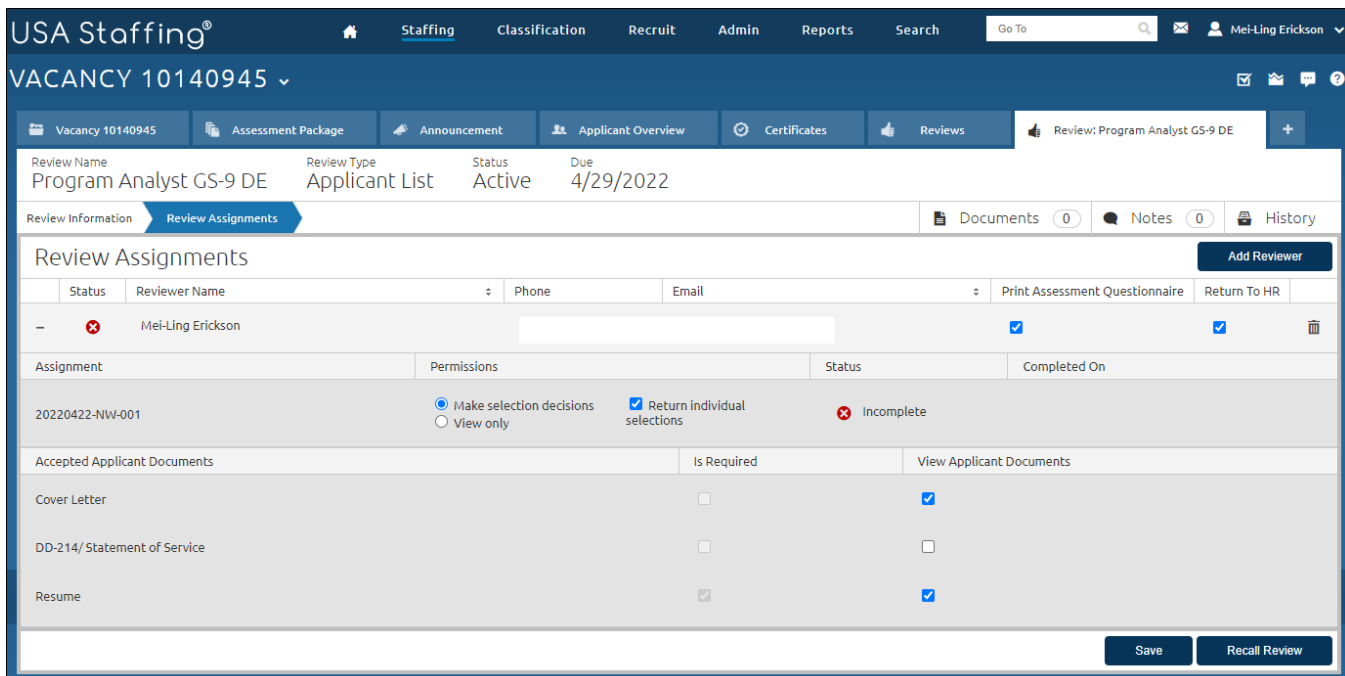 USA Staffing®
Staffing Classification Recruit Admin Reports Search Go To Mei-Ling Erickson
VACANCY 10140945
Vacancy 10140945 Assessment Package Announcement Applicant Overview Certificates Reviews Review: Program Analyst GS-9 DE +
Review Name Review Type Status Due
Program Analyst GS-9 DE Applicant List Active 4/29/2022
Review Information Review Assignments Documents 0 Notes 0 History
Review Assignments Add Reviewer
Status Reviewer Name Phone Email Print Assessment Questionnaire Return To HR
Mei-Ling Erickson
Assignment Permissions Status Completed On
20220422-NW-001 Make selection decisions Return individual selections Incomplete
View only
Accepted Applicant Documents Is Required View Applicant Documents
Cover Letter
DD-214/ Statement of Service
Resume
Save Recall Review